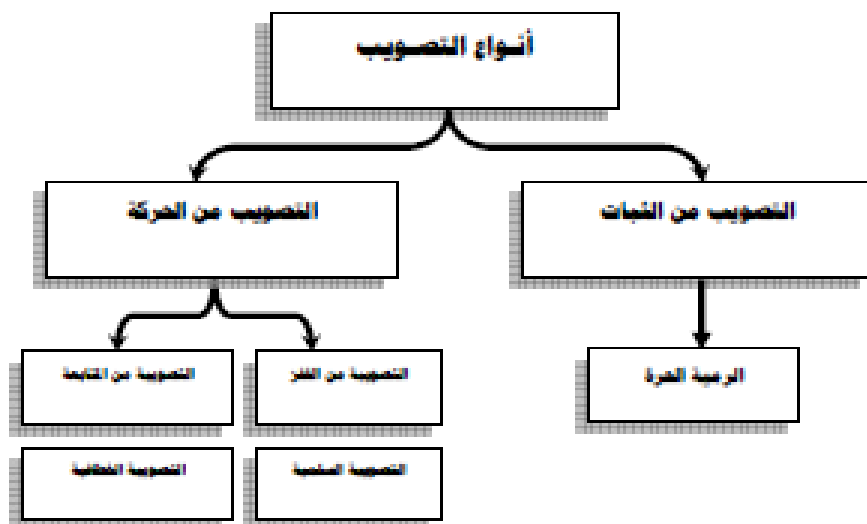 أنواع التصويب
التصويب من الثبات
التصويب من الحركة
الرمية الحرة
التصويبة من القفز
التصويبة من المتابعة
التصويبة السلمية
التصويبة الخطافية